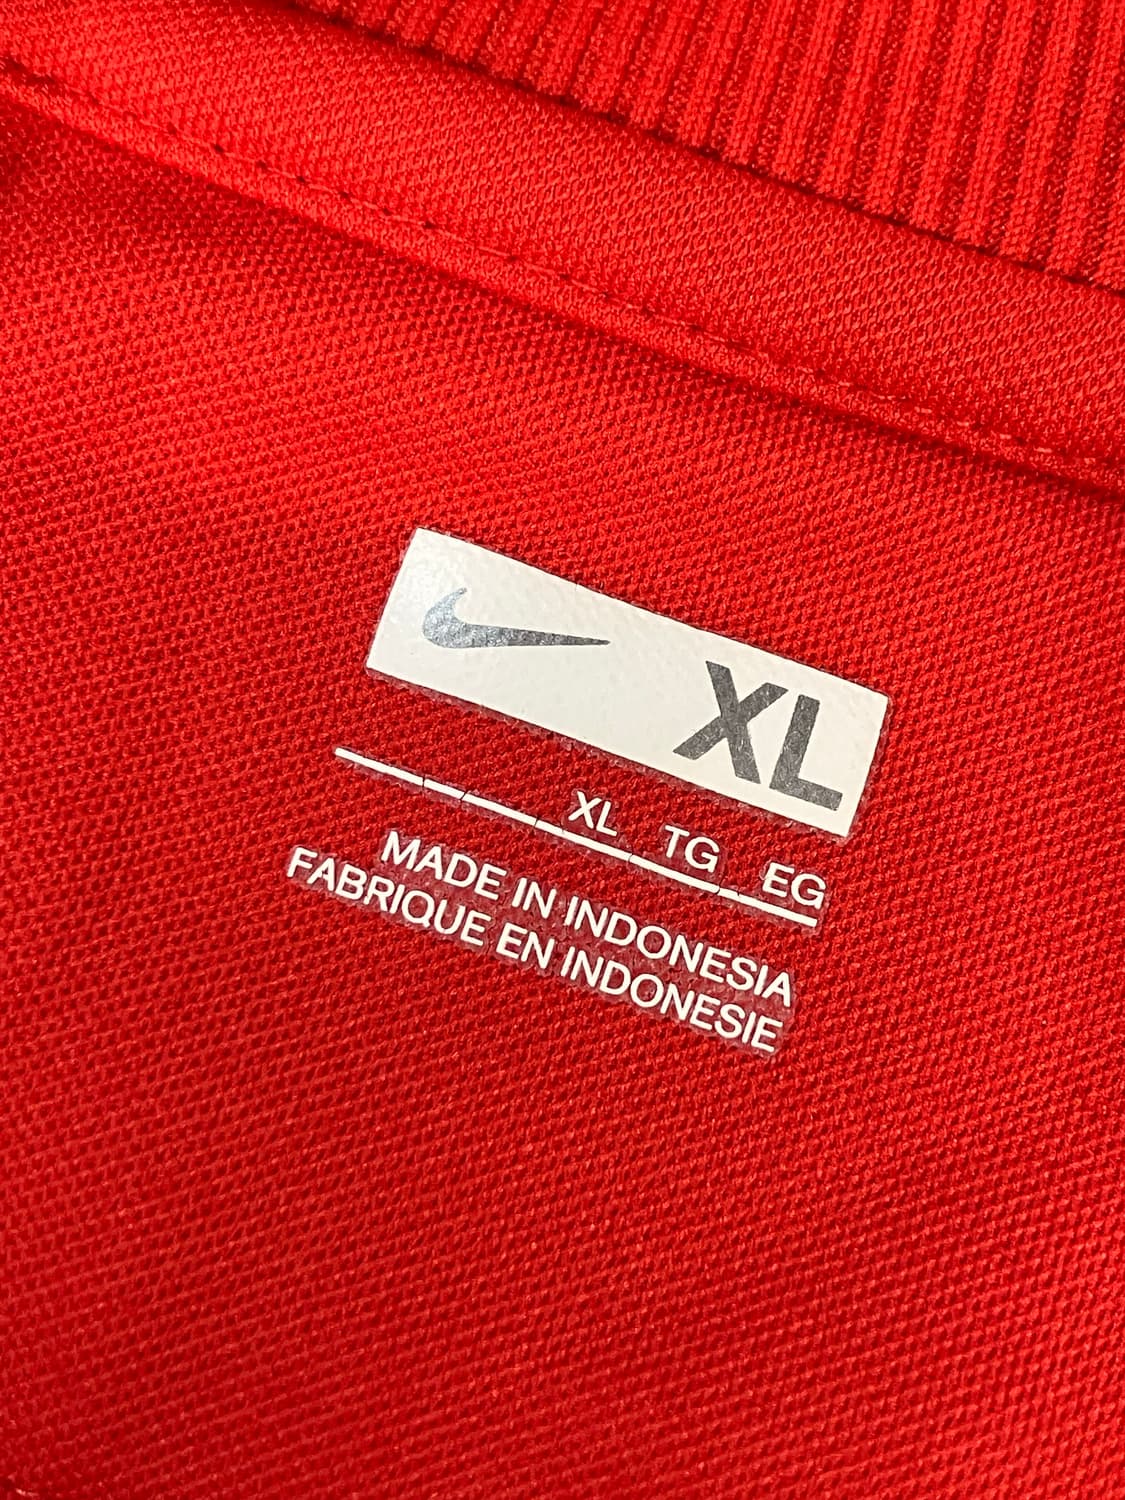 XL
XL TG EG
MADE IN INDONESIA
FABRIQUE EN INDONESIE